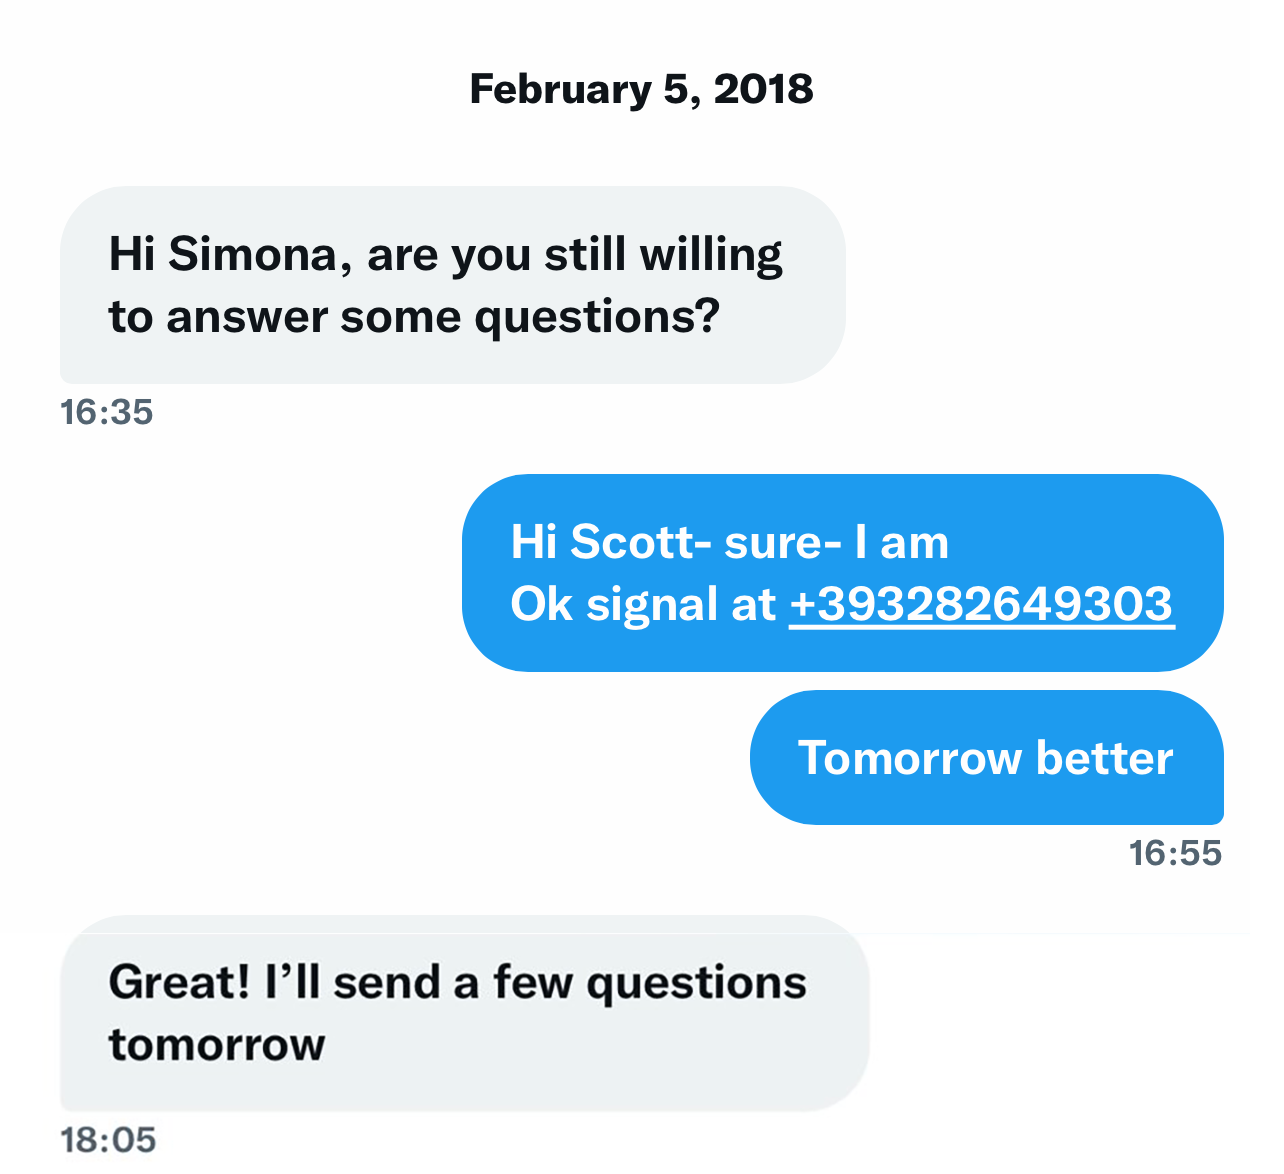 February 5, 2018
Hi Simona, are you still willing
to answer some questions?
16:35
Hi Scott- sure- I am
Ok signal at +393282649303
Tomorrow better
16:55
Great! I’ll send a few questions
tomorrow
18:05